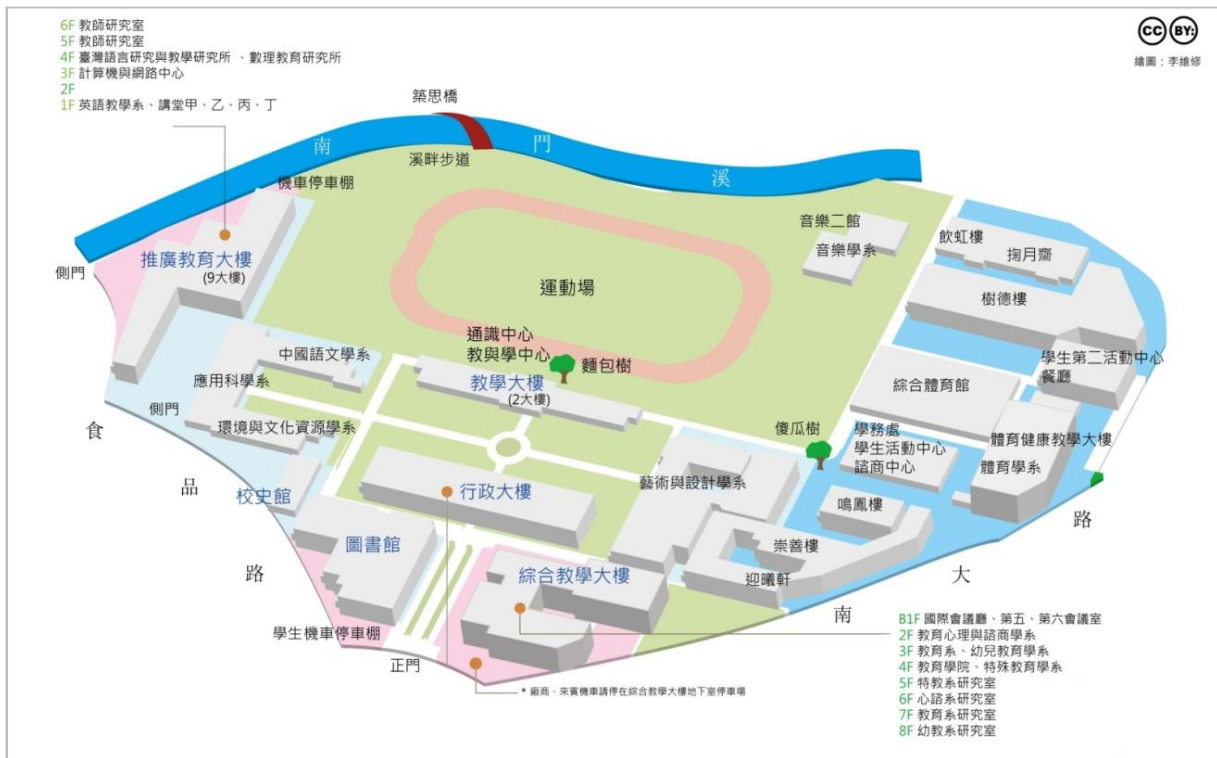 6F 教師研究室
5F 教師研究室
4F 臺灣語言研究與教學研究所 、數理教育研究所
3F 計算機與網路中心
2F
1F 英語教學系、講堂甲、乙、丙、丁
CC BY:
繪圖：李維修
築思橋
南 門 溪
溪畔步道
機車停車棚
側門
推廣教育大樓
(9大樓)
音樂二館
音樂學系
飲虹樓
掬月齋
樹德樓
運動場
通識中心
教與學中心
麵包樹
教學大樓
(2大樓)
中國語文學系
應用科學系
側門
環境與文化資源學系
學生第二活動中心
餐廳
綜合體育館
傻瓜樹
學務處
學生活動中心
諮商中心
體育健康教學大樓
體育學系
食 品 路
校史館
行政大樓
藝術與設計學系
鳴鳳樓
崇善樓
迎曦軒
圖書館
綜合教學大樓
南 大 路
學生機車停車棚
正門
* 廠商、來賓機車請停在綜合教學大樓地下室停車場
B1F 國際會議廳、第五、第六會議室
2F 教育心理與諮商學系
3F 教育系、幼兒教育學系
4F 教育學院、特殊教育學系
5F 特教系研究室
6F 心諮系研究室
7F 教育系研究室
8F 幼教系研究室